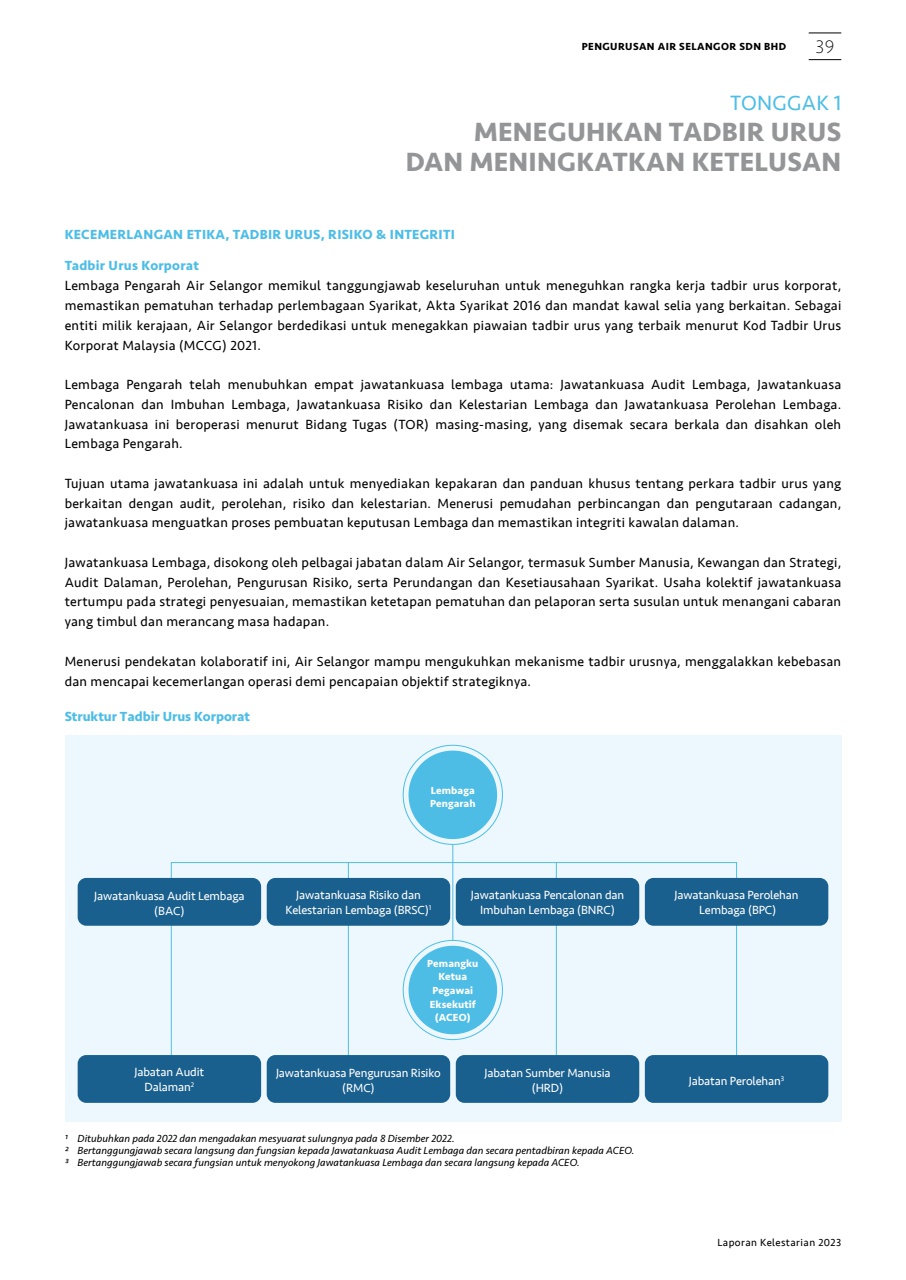 PENGURUSAN AIR SELANGOR SDN BHD
39
TONGGAK 1
MENEGUHKAN TADBIR URUS
DAN MENINGKATKAN KETELUSAN
KECEMERLANGAN ETIKA, TADBIR URUS, RISIKO & INTEGRITI
Tadbir Urus Korporat
Lembaga Pengarah Air Selangor memikul tanggungjawab keseluruhan untuk meneguhkan rangka kerja tadbir urus korporat,
memastikan pematuhan terhadap perlembagaan Syarikat, Akta Syarikat 2016 dan mandat kawal selia yang berkaitan. Sebagai
entiti milik kerajaan, Air Selangor berdedikasi untuk menegakkan piawaian tadbir urus yang terbaik menurut Kod Tadbir Urus
Korporat Malaysia (MCCG) 2021.
Lembaga Pengarah telah menubuhkan empat jawatankuasa lembaga utama: Jawatankuasa Audit Lembaga, Jawatankuasa
Pencalonan dan Imbuhan Lembaga, Jawatankuasa Risiko dan Kelestarian Lembaga dan Jawatankuasa Perolehan Lembaga.
Jawatankuasa ini beroperasi menurut Bidang Tugas (TOR) masing-masing, yang disemak secara berkala dan disahkan oleh
Lembaga Pengarah.
Tujuan utama jawatankuasa ini adalah untuk menyediakan kepakaran dan panduan khusus tentang perkara tadbir urus yang
berkaitan dengan audit, perolehan, risiko dan kelestarian. Menerusi pemudahan perbincangan dan pengutaraan cadangan,
jawatankuasa menguatkan proses pembuatan keputusan Lembaga dan memastikan integriti kawalan dalaman.
Jawatankuasa Lembaga, disokong oleh pelbagai jabatan dalam Air Selangor, termasuk Sumber Manusia, Kewangan dan Strategi,
Audit Dalaman, Perolehan, Pengurusan Risiko, serta Perundangan dan Kesetiausahaan Syarikat. Usaha kolektif jawatankuasa
tertumpu pada strategi penyesuaian, memastikan ketetapan pematuhan dan pelaporan serta susulan untuk menangani cabaran
yang timbul dan merancang masa hadapan.
Menerusi pendekatan kolaboratif ini, Air Selangor mampu mengukuhkan mekanisme tadbir urusnya, menggalakkan kebebasan
dan mencapai kecemerlangan operasi demi pencapaian objektif strategiknya.
Struktur Tadbir Urus Korporat
Lembaga
Pengarah
Jawatankuasa Audit Lembaga
(BAC)
Jawatankuasa Risiko dan
Kelestarian Lembaga (BRSC)¹
Jawatankuasa Pencalonan dan
Imbuhan Lembaga (BNRC)
Jawatankuasa Perolehan
Lembaga (BPC)
Pemangku
Ketua
Pegawai
Eksekutif
(ACEO)
Jabatan Audit
Dalaman²
Jawatankuasa Pengurusan Risiko
(RMC)
Jabatan Sumber Manusia
(HRD)
Jabatan Perolehan³
¹ Ditubuhkan pada 2022 dan mengadakan mesyuarat sulungnya pada 8 Disember 2022.
² Bertanggungjawab secara langsung dan fungsian kepada Jawatankuasa Audit Lembaga dan secara pentadbiran kepada ACEO.
³ Bertanggungjawab secara fungsian untuk menyokong Jawatankuasa Lembaga dan secara langsung kepada ACEO.
Laporan Kelestarian 2023